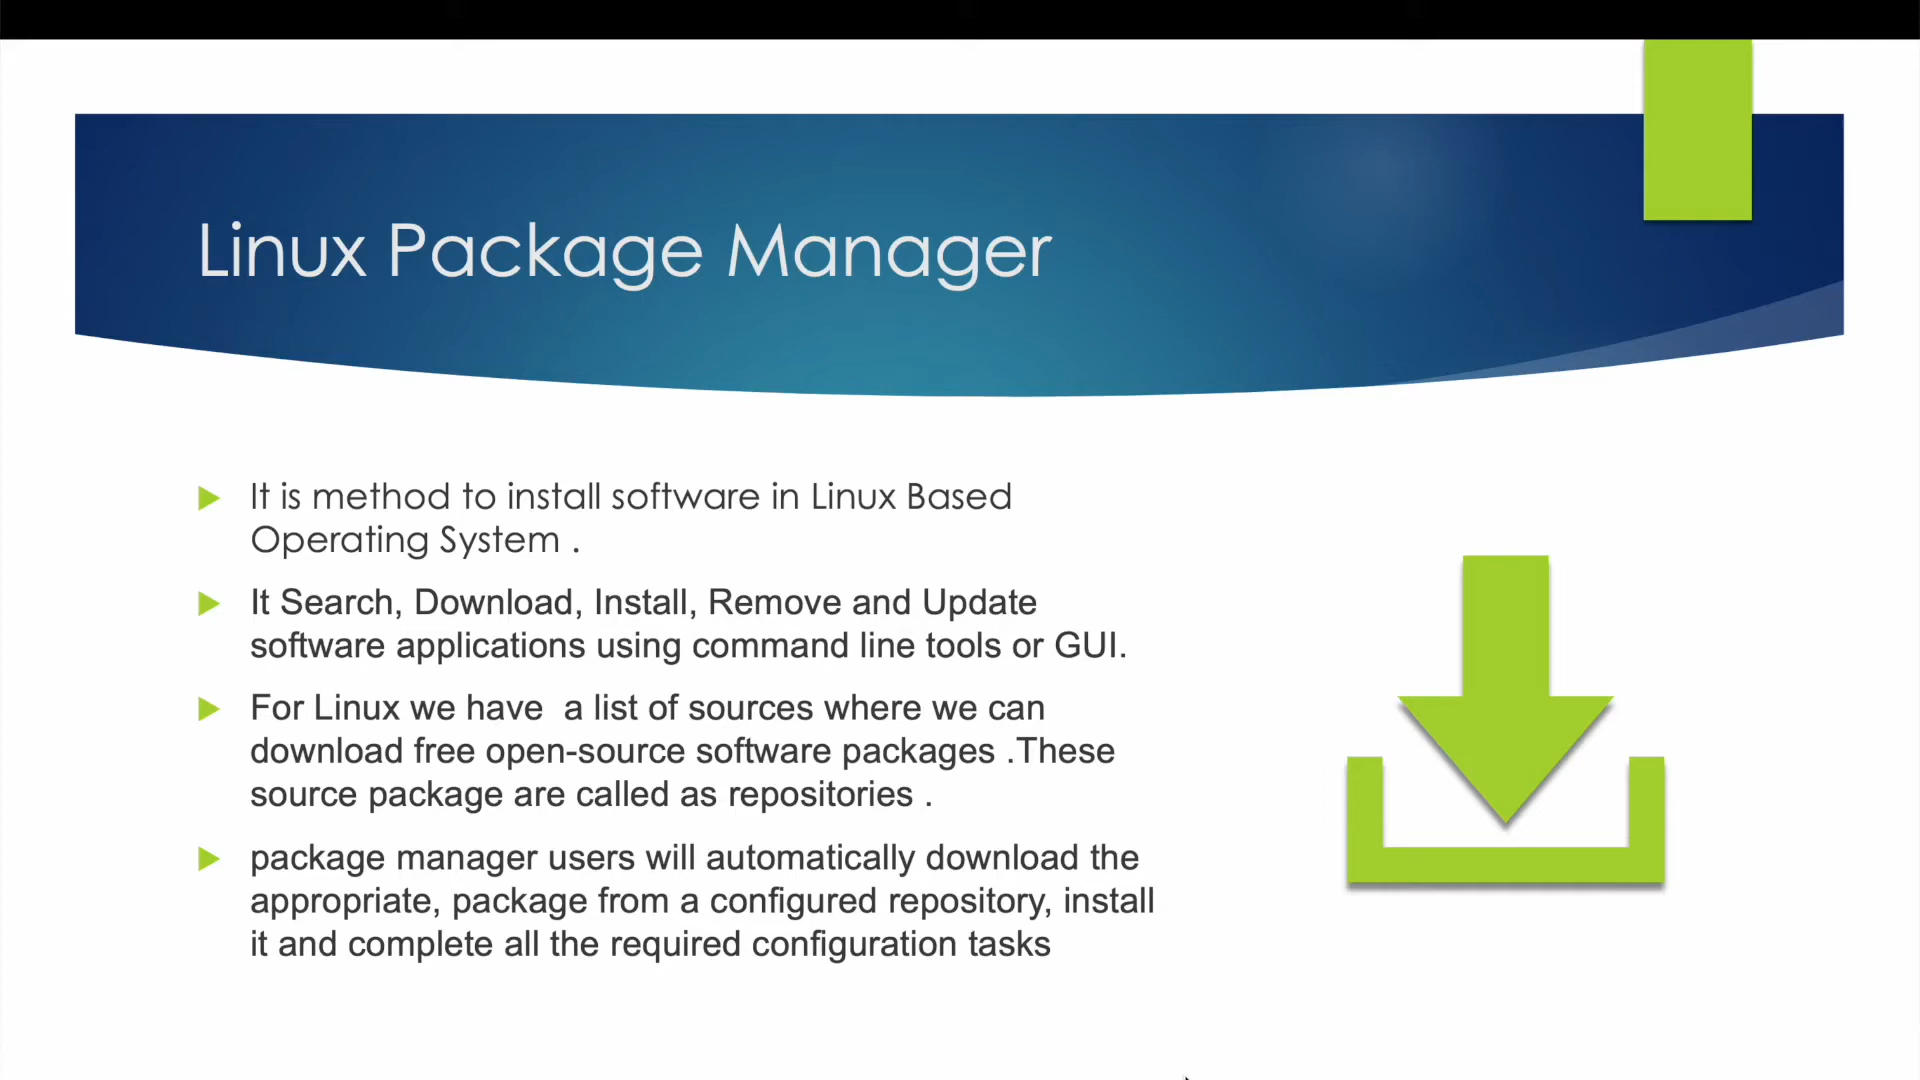 Linux Package Manager
It is method to install software in Linux Based
Operating System .
It Search, Download, Install, Remove and Update
software applications using command line tools or GUI.
For Linux we have  a list of sources where we can
download free open-source software packages .These
source package are called as repositories .
package manager users will automatically download the
appropriate, package from a configured repository, install
it and complete all the required configuration tasks